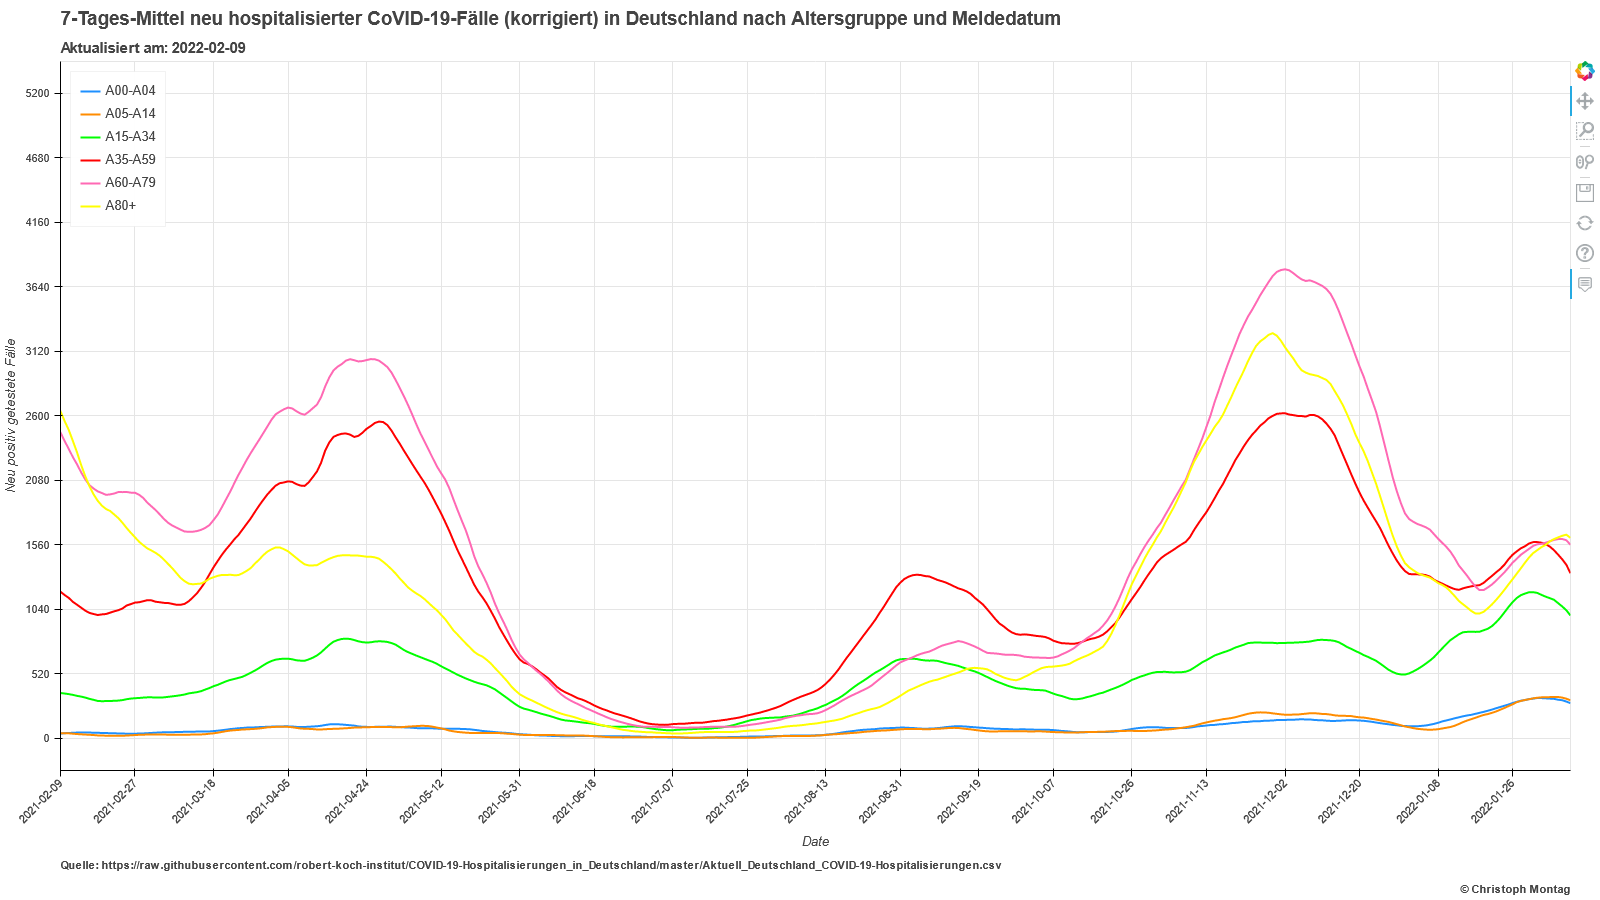 7-Tages-Mittel neu hospitalisierter CoVID-19-Fälle (korrigiert) in Deutschland nach Altersgruppe und Meldedatum
Aktualisiert am: 2022-02-09
A00-A04
A05-A14
A15-A34
A35-A59
A60-A79
A80+
5200
4680
4160
3640
3120
2600
2080
1560
1040
520
0
Neu positiv getestete Fälle
2021-02-09
2021-02-27
2021-03-18
2021-04-05
2021-04-24
2021-05-12
2021-05-31
2021-06-18
2021-07-07
2021-07-25
2021-08-13
2021-08-31
2021-09-19
2021-10-07
2021-10-26
2021-11-13
2021-12-02
2021-12-20
2022-01-08
2022-01-26
Date
Quelle: https://raw.githubusercontent.com/robert-koch-institut/COVID-19-Hospitalisierungen_in_Deutschland/master/Aktuell_Deutschland_COVID-19-Hospitalisierungen.csv
© Christoph Montag